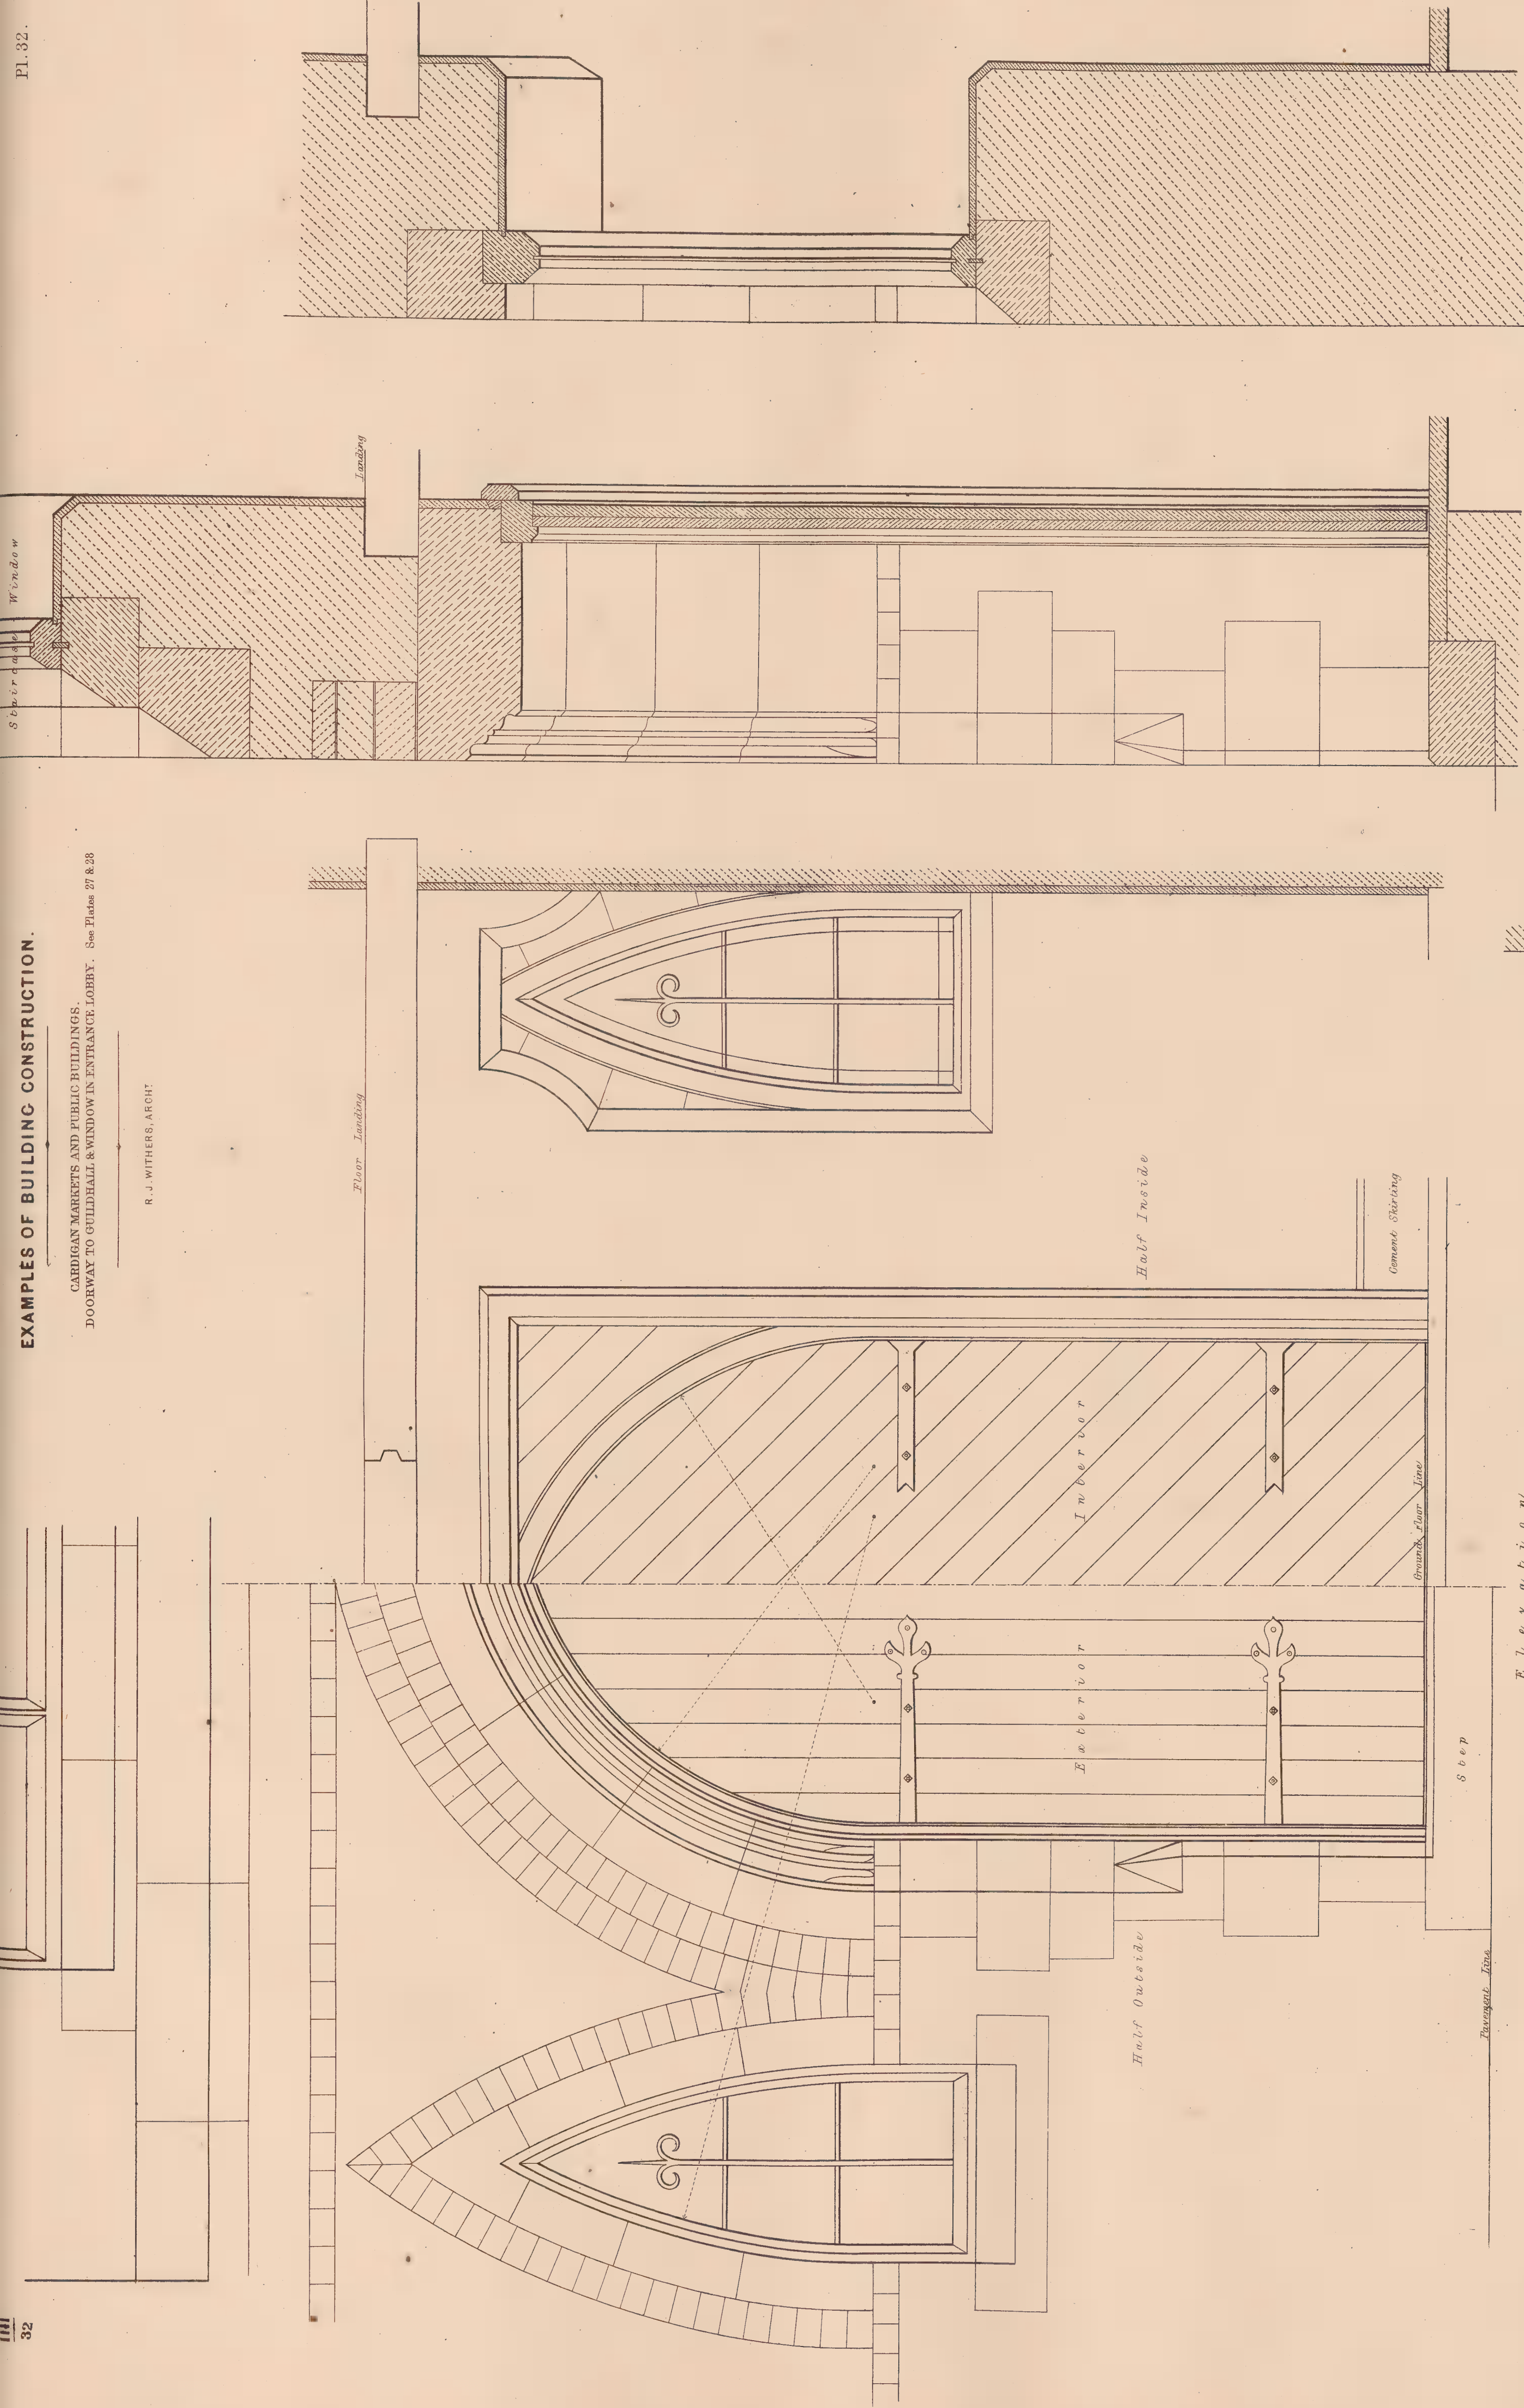 Pl. 32.
EXAMPLES OF BUILDING CONSTRUCTION.
CARDIGAN MARKETS AND PUBLIC BUILDINGS.
DOORWAY TO GUILDHALL & WINDOW IN ENTRANCE LOBBY. See Plates 27 & 28
R. J. WITHERS, ARCHT.
32
Staircase Window
Landing
Floor Landing
Half Outside
Exterior
Interior
Half Inside
Cement Skirting
Ground Floor Line
Step
Pavement Line